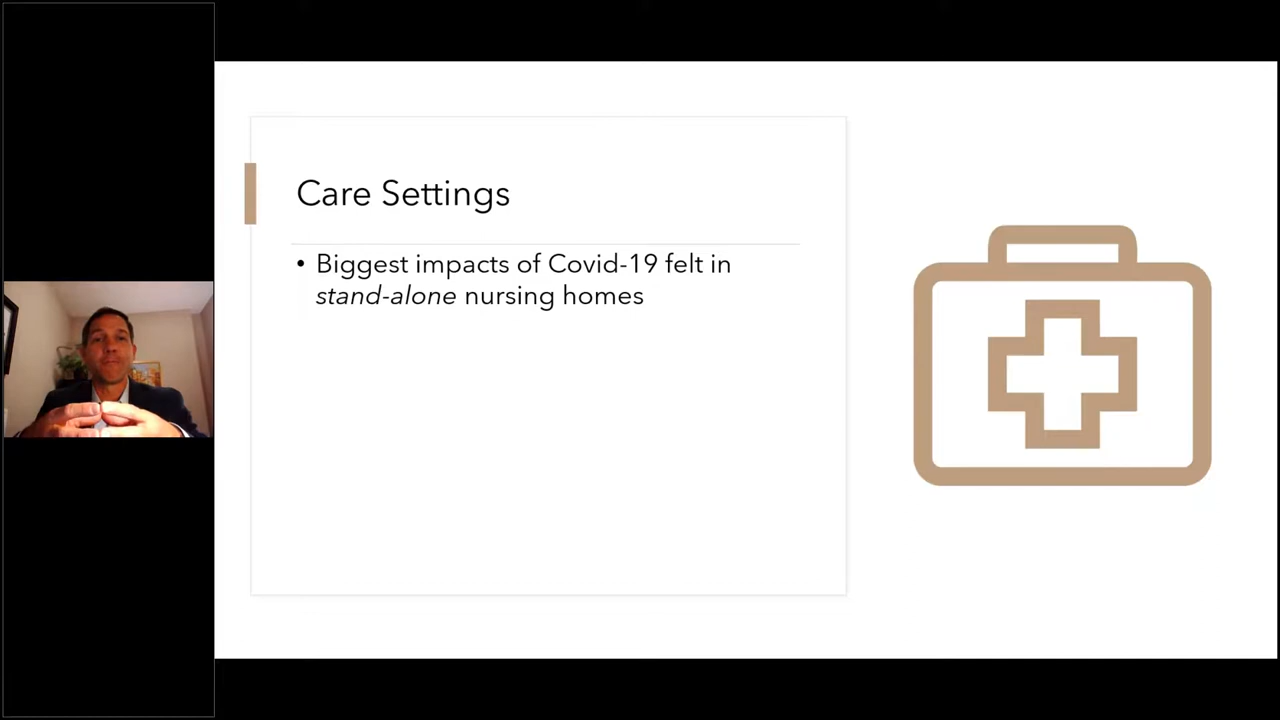 Care Settings
• Biggest impacts of Covid-19 felt in
stand-alone nursing homes